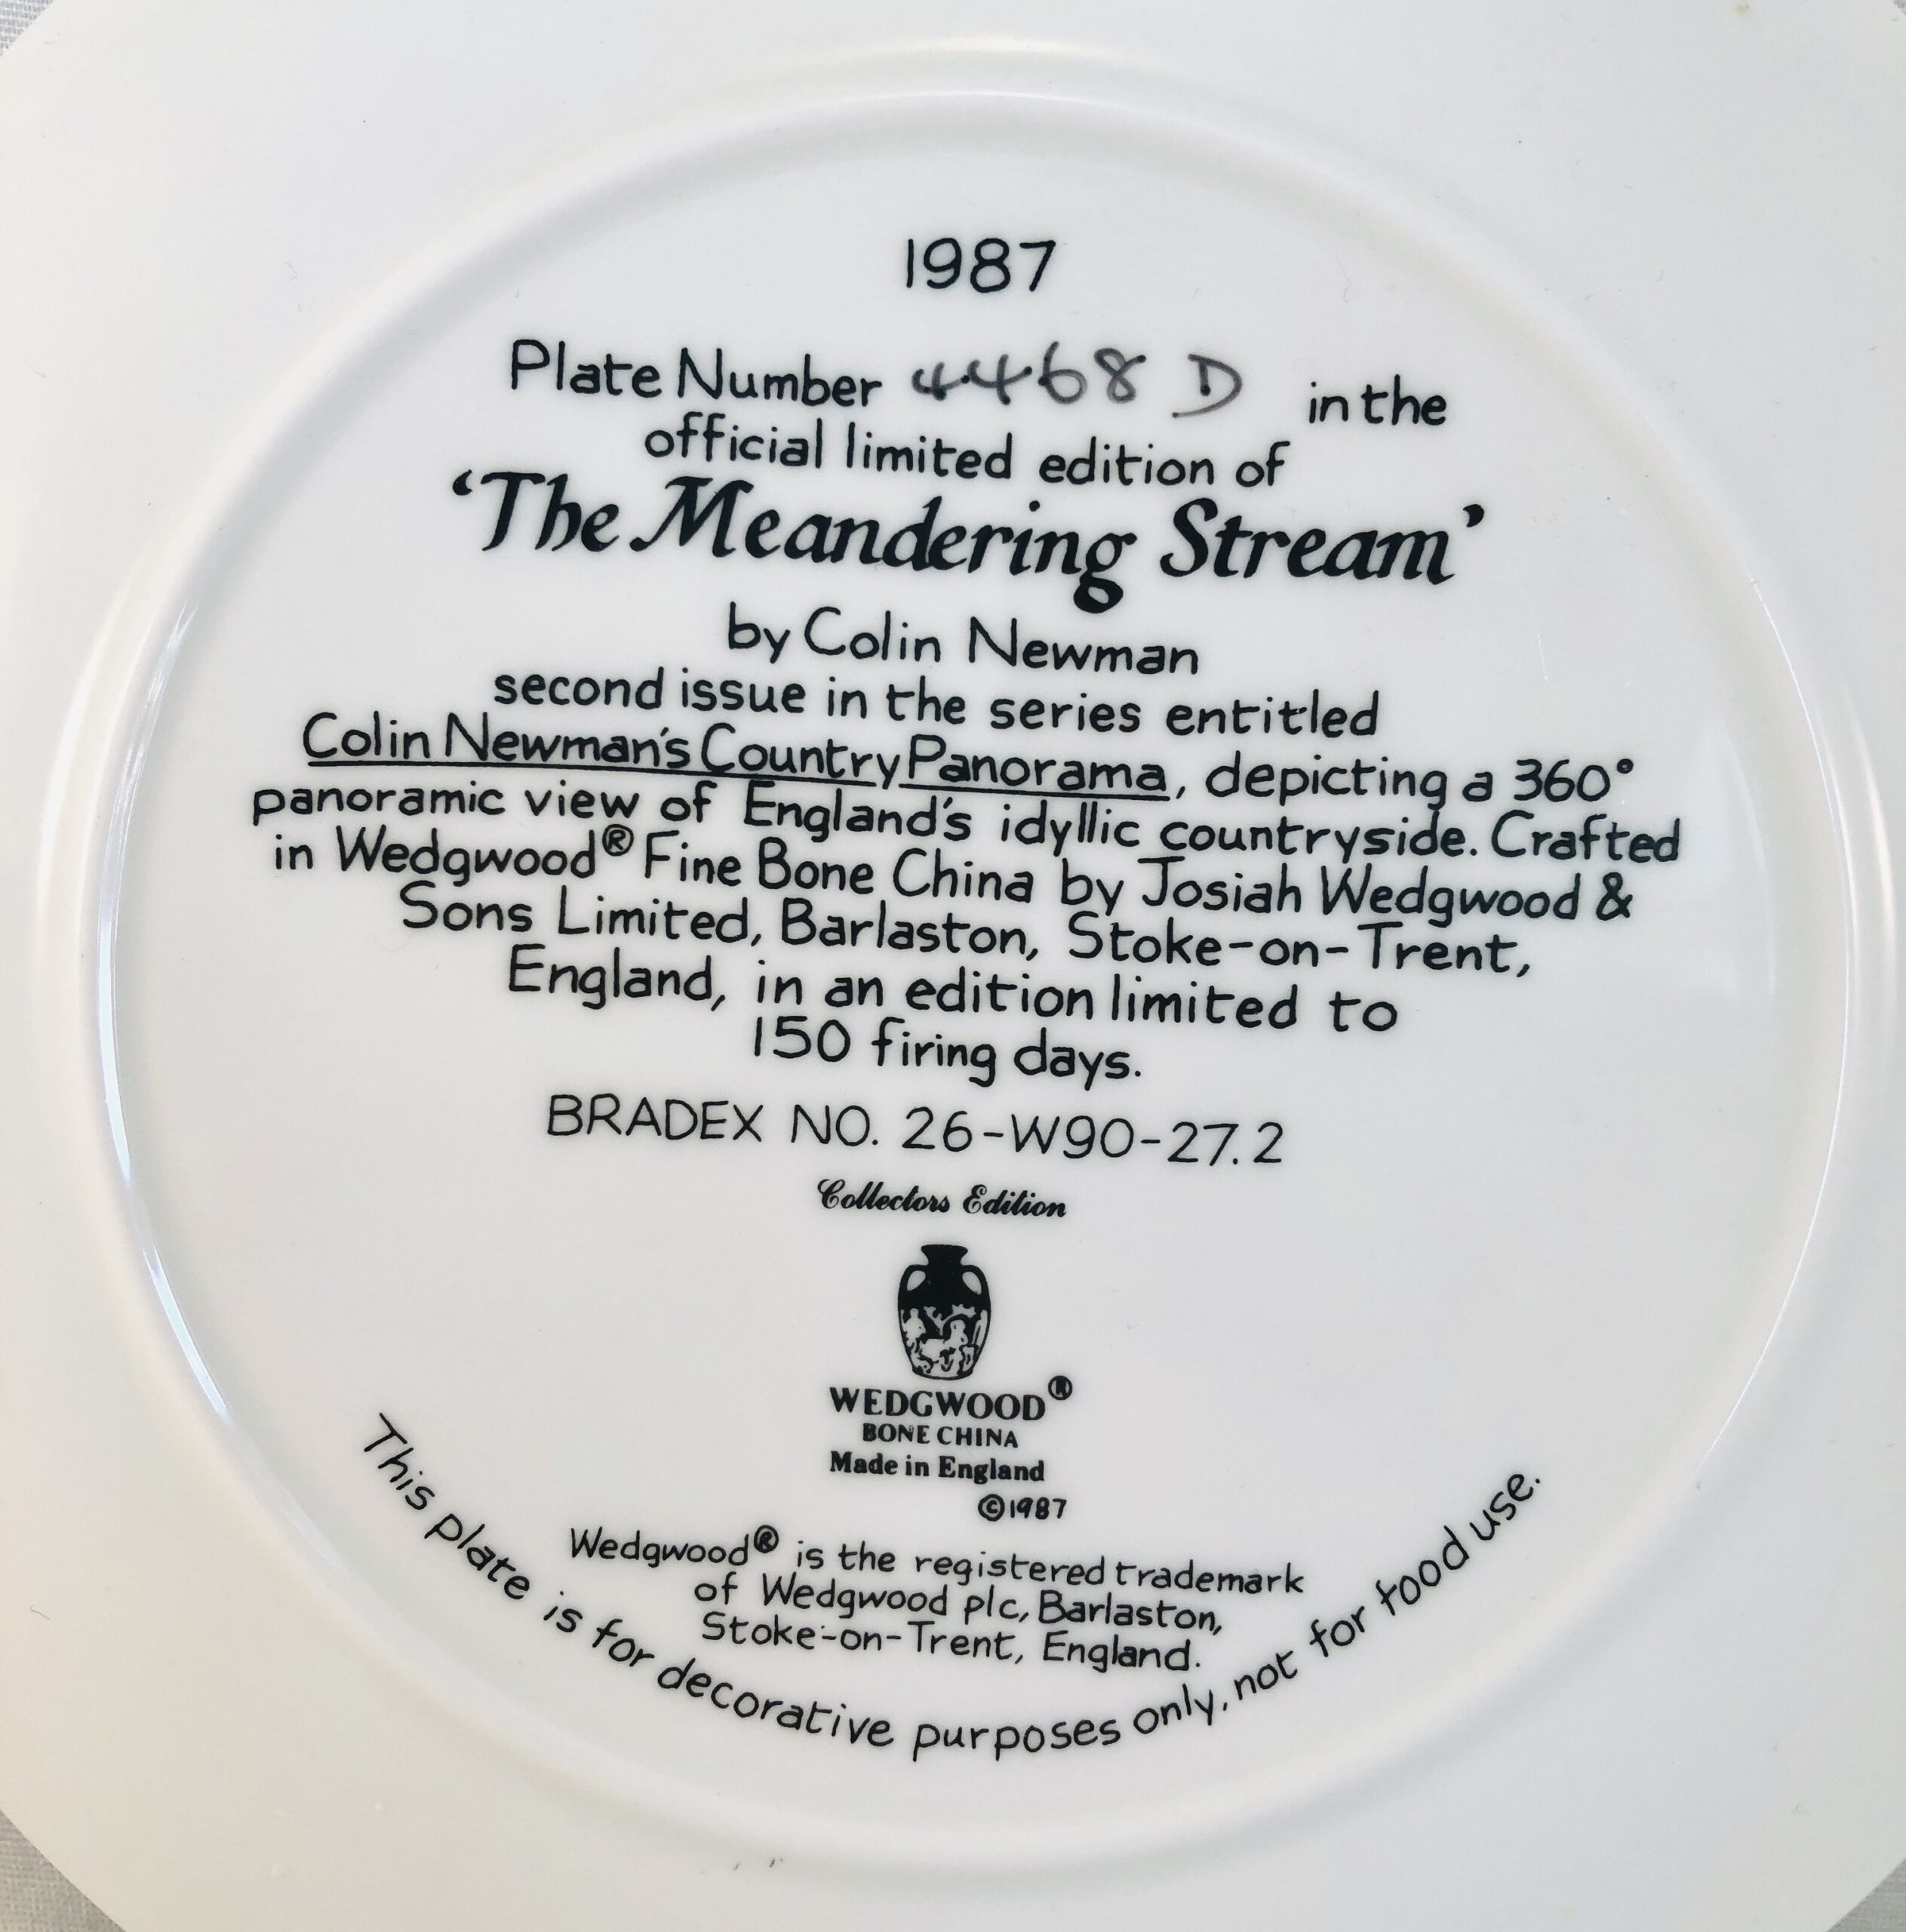 1987
Plate Number 4468 D in the
official limited edition of
‘The Meandering Stream’
by Colin Newman
second issue in the series entitled
Colin Newman's Country Panorama, depicting a 360°
panoramic view of England's idyllic countryside. Crafted
in Wedgwood® Fine Bone China by Josiah Wedgwood &
Sons Limited, Barlaston, Stoke-on-Trent,
England, in an edition limited to
150 firing days.
BRADEX NO. 26-W90-27.2
Collectors Edition
WEDGWOOD®
BONE CHINA
Made in England
©1987
Wedgwood® is the registered trademark
of Wedgwood plc, Barlaston,
Stoke-on-Trent, England.
This plate is for decorative purposes only, not for food use.